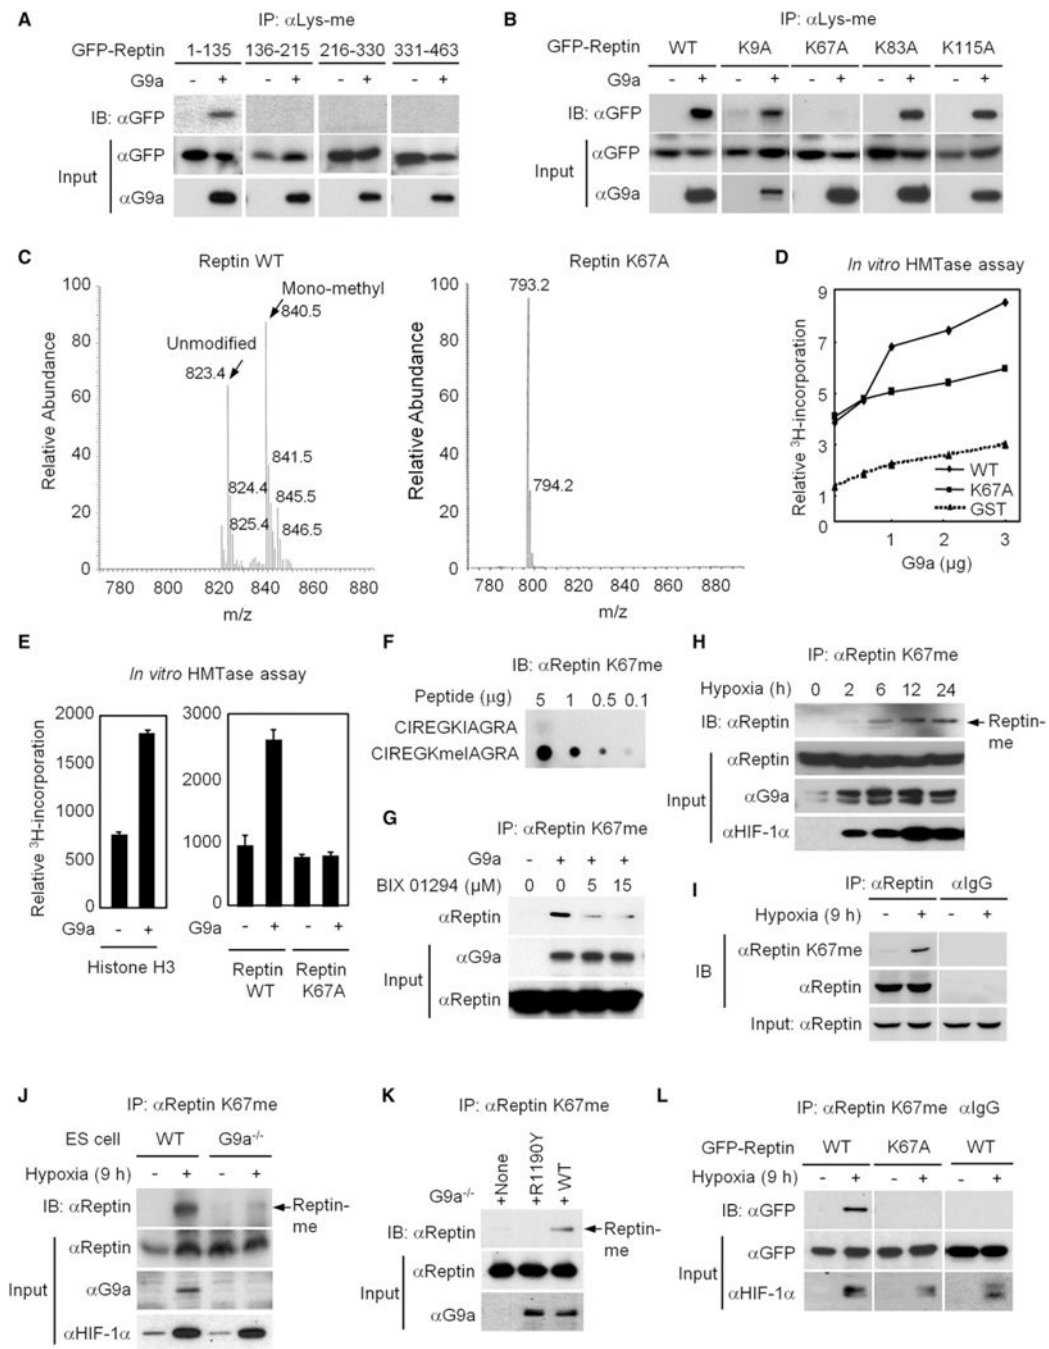 A
IP: αLys-me
GFP-Reptin 1-135 136-215 216-330 331-463
G9a - + - + - + - +
IB: αGFP
Input
αGFP
αG9a
B
IP: αLys-me
GFP-Reptin WT K9A K67A K83A K115A
G9a - + - + - + - + - +
IB: αGFP
Input
αGFP
αG9a
C
Reptin WT
Relative Abundance
100
80
60
40
20
0
Mono-methyl
840.5
Unmodified
823.4
841.5
824.4 845.5
825.4 846.5
780 800 820 840 860 880
m/z
Reptin K67A
Relative Abundance
100
80
60
40
20
0
793.2
794.2
780 800 820 840 860 880
m/z
D
In vitro HMTase assay
Relative ³H-incorporation
9
7
5
3
1
0
WT
K67A
GST
1 2 3
G9a (μg)
E
In vitro HMTase assay
Relative ³H-incorporation
2000
1500
1000
500
0
3000
2000
1000
0
G9a - + G9a - + - +
Histone H3 Reptin WT Reptin K67A
F
IB: αReptin K67me
Peptide (μg) 5 1 0.5 0.1
CIREGKIAGRA
CIREGKmeIAGRA
G
IP: αReptin K67me
G9a - + + +
BIX 01294 (μM) 0 0 5 15
αReptin
Input
αG9a
αReptin
H
IP: αReptin K67me
Hypoxia (h) 0 2 6 12 24
IB: αReptin
Reptin-
me
Input
αReptin
αG9a
αHIF-1α
I
IP: αReptin αIgG
Hypoxia (9 h) - + - +
IB
αReptin K67me
αReptin
Input: αReptin
J
IP: αReptin K67me
ES cell WT G9a-/-
Hypoxia (9 h) - + - +
IB: αReptin
Reptin-
me
Input
αReptin
αG9a
αHIF-1α
K
IP: αReptin K67me
G9a-/- +None +R1190Y + WT
IB: αReptin
Reptin-
me
Input
αReptin
αG9a
L
IP: αReptin K67me αIgG
GFP-Reptin WT K67A WT
Hypoxia (9 h) - + - + - +
IB: αGFP
Input
αGFP
αHIF-1α